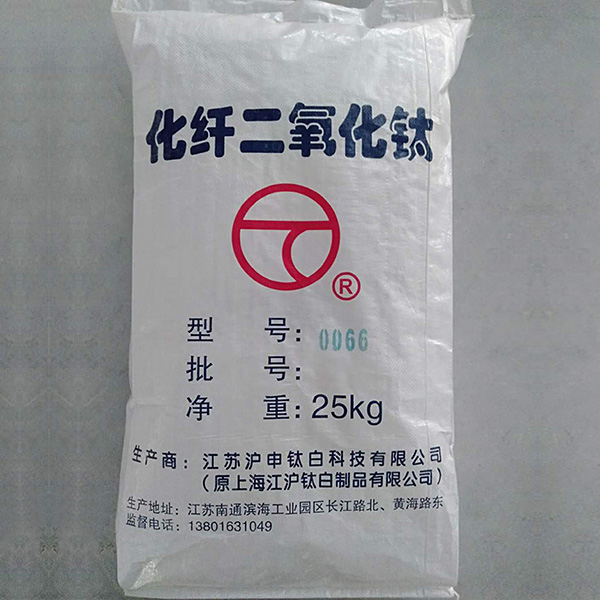 化纤二氧化钛
®
型 号: 0066
批 号:
净 重: 25kg
生产商: 江苏沪申钛白科技有限公司
(原上海江沪钛白制品有限公司)
生产地址: 江苏南通滨海工业园区长江路北、黄海路东
监督电话: 13801631049